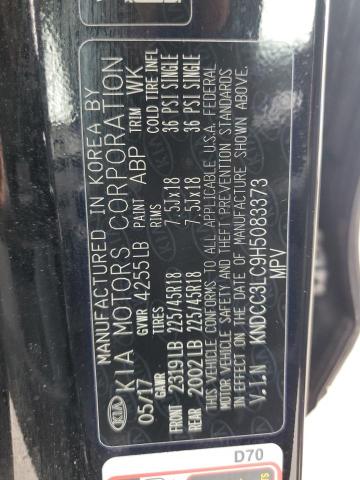 MANUFACTURED IN KOREA BY
KIA KIA MOTORS CORPORATION
05/17 GVWR 4255LB PAINT ABP TRIM WK
GAWR TIRES RIMS COLD TIRE INFL
FRONT 2319LB 225/45R18 7.5Jx18 36 PSI SINGLE
REAR 2002LB 225/45R18 7.5Jx18 36 PSI SINGLE
THIS VEHICLE CONFORMS TO ALL APPLICABLE U.S.A. FEDERAL
MOTOR VEHICLE SAFETY AND THEFT PREVENTION STANDARDS
IN EFFECT ON THE DATE OF MANUFACTURE SHOWN ABOVE.
V.I.N KNDCC3LC9H5083373
MPV
D70